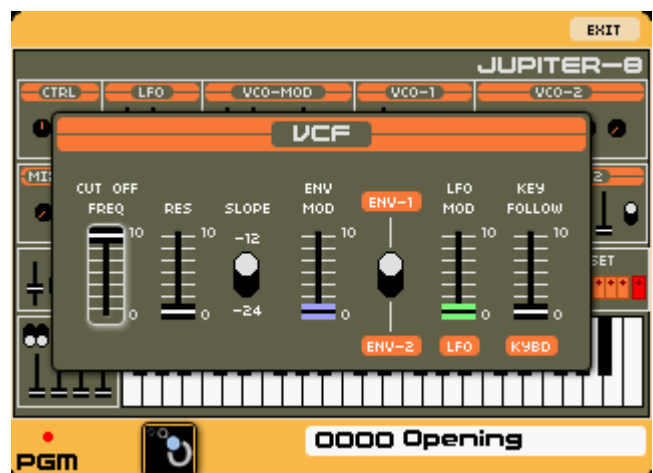 EXIT
JUPITER-8
CTRL LFO VCO-MOD VCO-1 VCO-2
VCF
CUT OFF FREQ
RES
SLOPE
ENV MOD
ENV-1
LFO MOD
KEY FOLLOW
10 10 -12 10 10 10
0 0 -24 0 0 0
ENV-2 LFO KYBD
PGM
0000 Opening